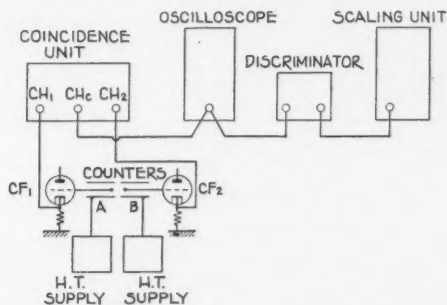 OSCILLOSCOPE
SCALING UNIT
COINCIDENCE
UNIT
DISCRIMINATOR
CH1 CHC CH2
COUNTERS
CF1
CF2
A B
H.T.
SUPPLY
H.T.
SUPPLY